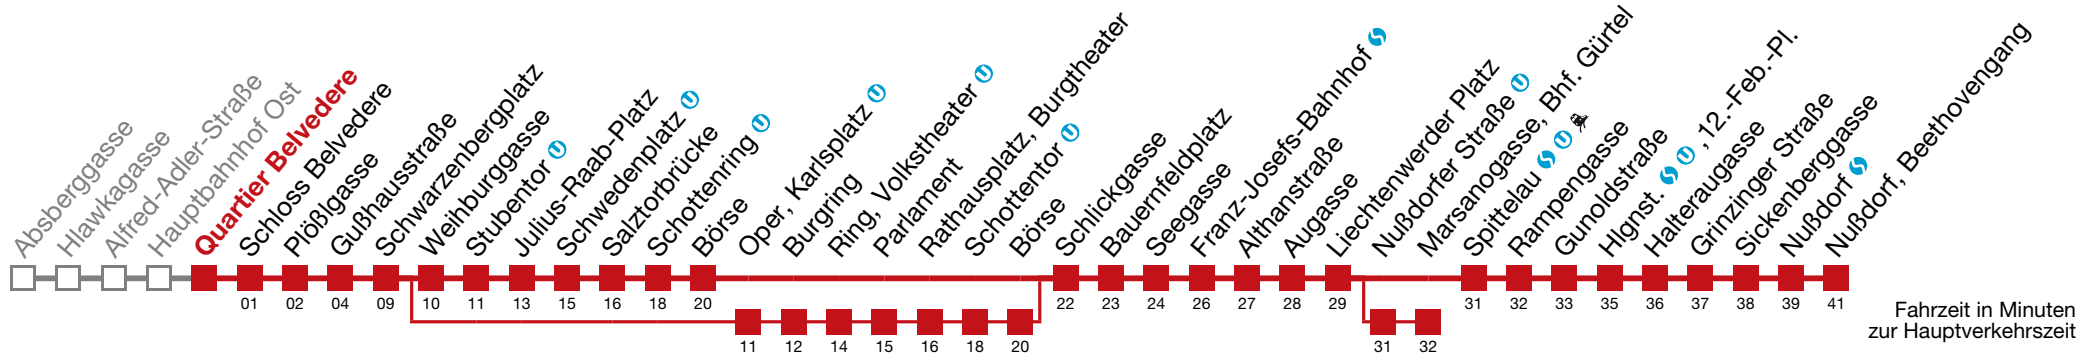 Absberggasse
Hlawkagasse
Alfred-Adler-Straße
Hauptbahnhof Ost
Quartier Belvedere
Schloss Belvedere
Plößlgasse
Gußhausstraße
Schwarzenbergplatz
Weihburggasse
Stubentor U
Julius-Raab-Platz
Schwedenplatz U
Salztorbrücke
Schottenring U
Börse
Oper, Karlsplatz U
Burgring
Ring, Volkstheater U
Parlament
Rathausplatz, Burgtheater
Schottentor U
Börse
Schlickgasse
Bauernfeldplatz
Seegasse
Franz-Josefs-Bahnhof S
Althanstraße
Augasse
Liechtenwerder Platz
Nußdorfer Straße U
Marsanogasse, Bhf. Gürtel
Spittelau S U
Rampengasse
Gunoldstraße
Hlgnst. S U , 12.-Feb.-Pl.
Halteraugasse
Grinzinger Straße
Sickenberggasse
Nußdorf S
Nußdorf, Beethovengang
01 02 04 09 10 11 13 15 16 18 20 22 23 24 26 27 28 29 31 32 33 35 36 37 38 39 41
11 12 14 15 16 18 20 31 32
Fahrzeit in Minuten
zur Hauptverkehrszeit